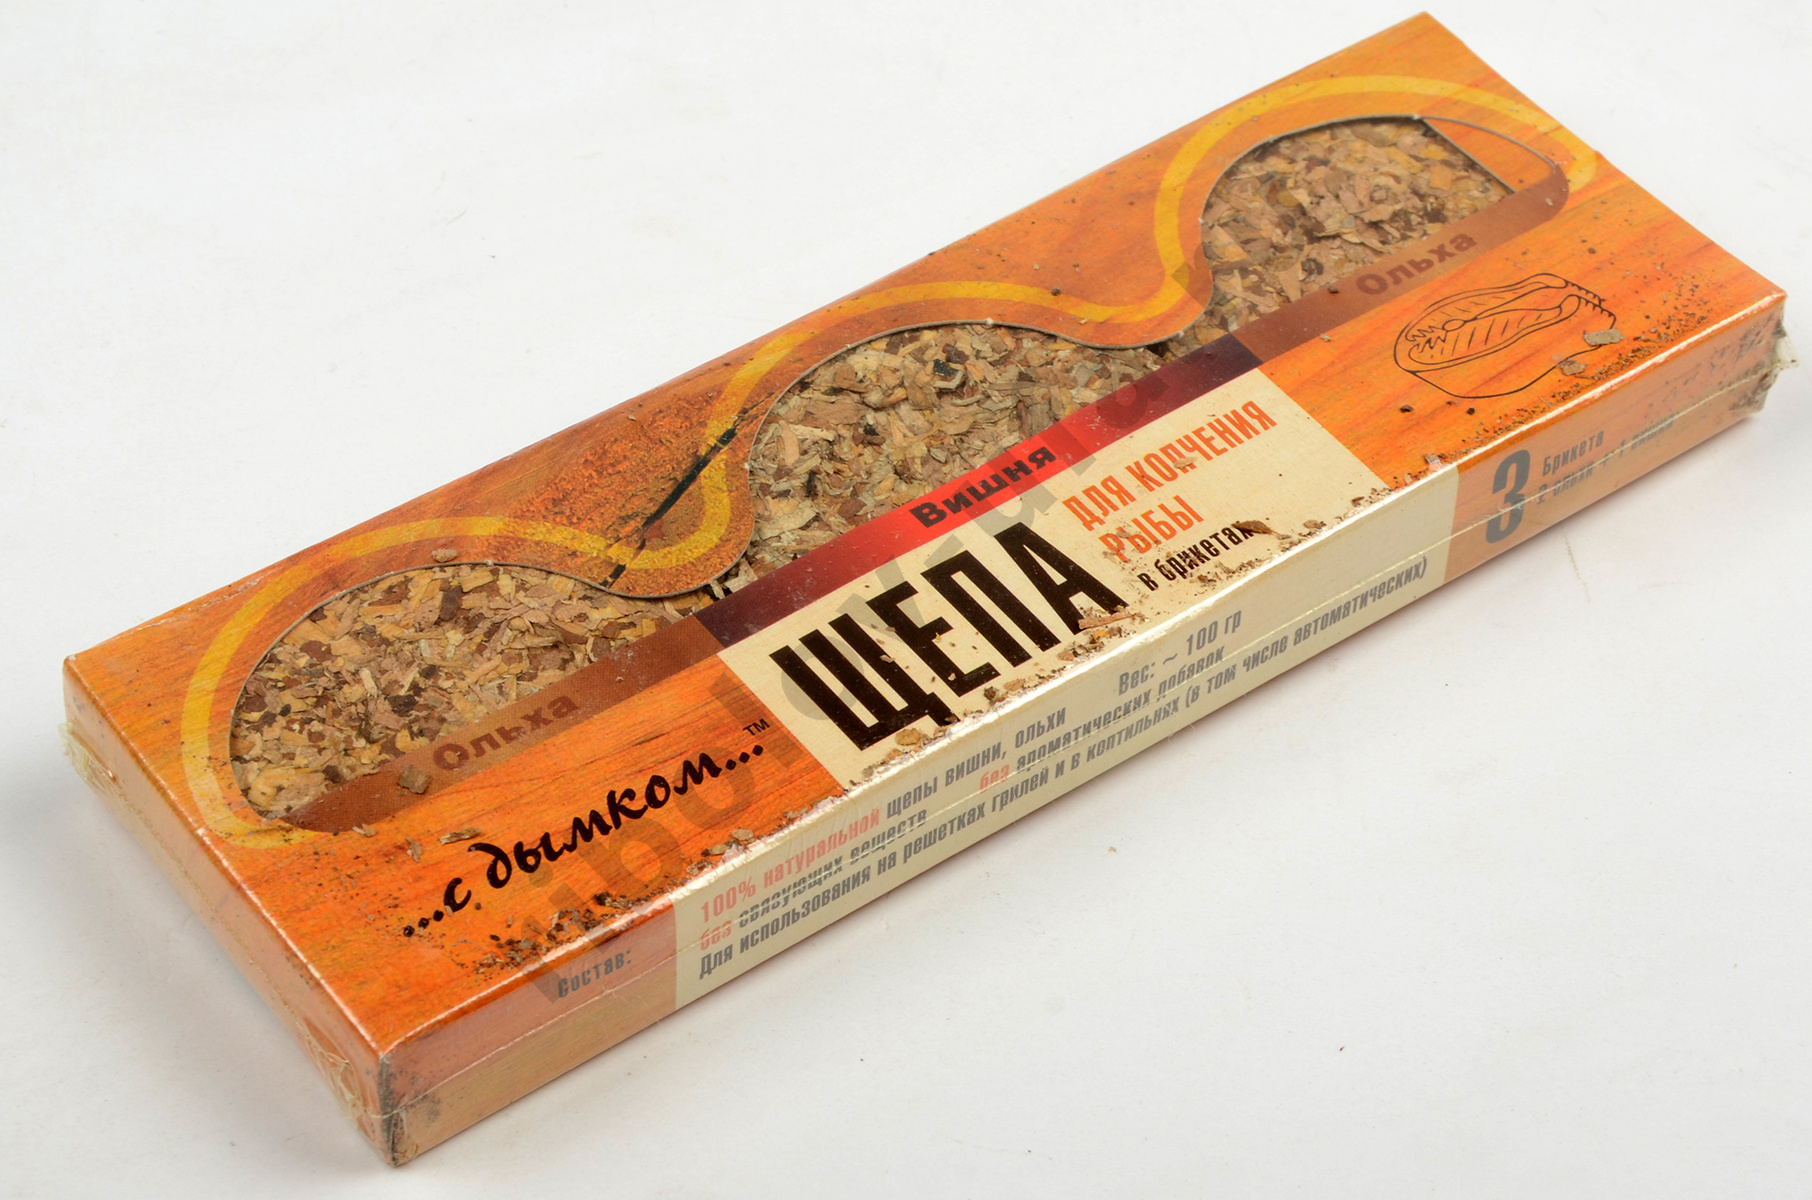 Ольха
Вишня
Ольха
...с дымком...™
ЩЕПА
ДЛЯ КОПЧЕНИЯ
РЫБЫ
в брикетах
Состав:
100% натуральной щепы вишни, ольхи
Вес: ~ 100 гр
без связующих веществ
без ароматических добавок
Для использования на решетках грилей и в коптильнях (в том числе автоматических)
3
Брикета